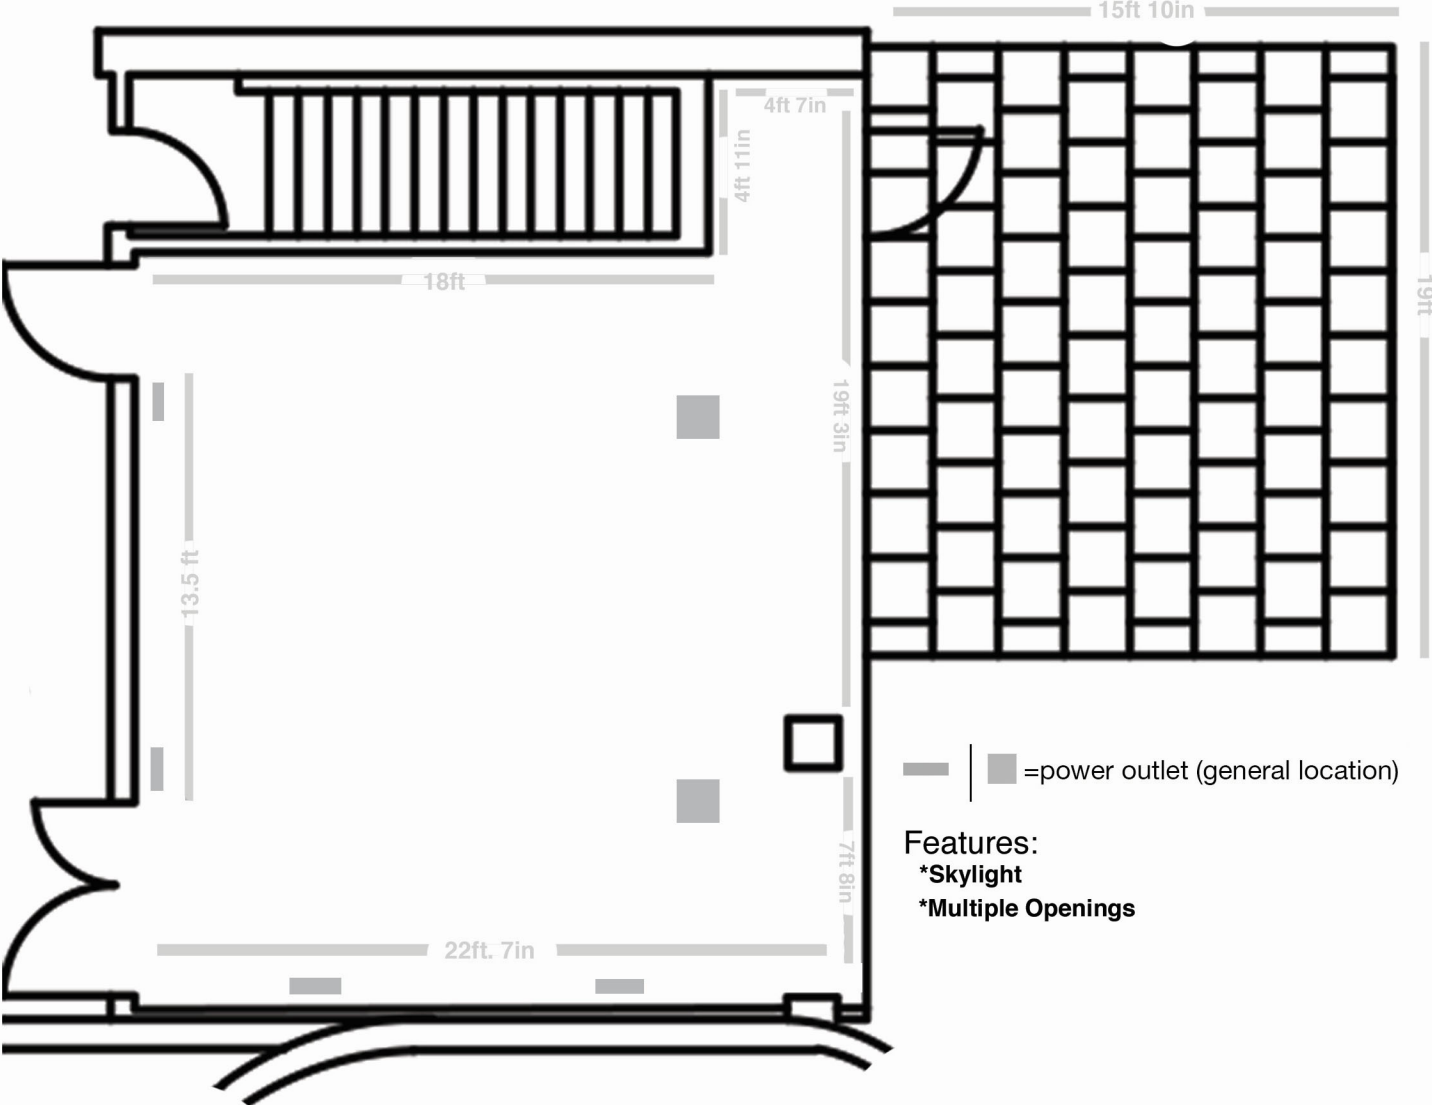 15ft 10in
4ft 7in
4ft 11in
18ft
19ft
19ft 3in
13.5 ft
=power outlet (general location)
Features:
*Skylight
7ft 8in
*Multiple Openings
22ft. 7in